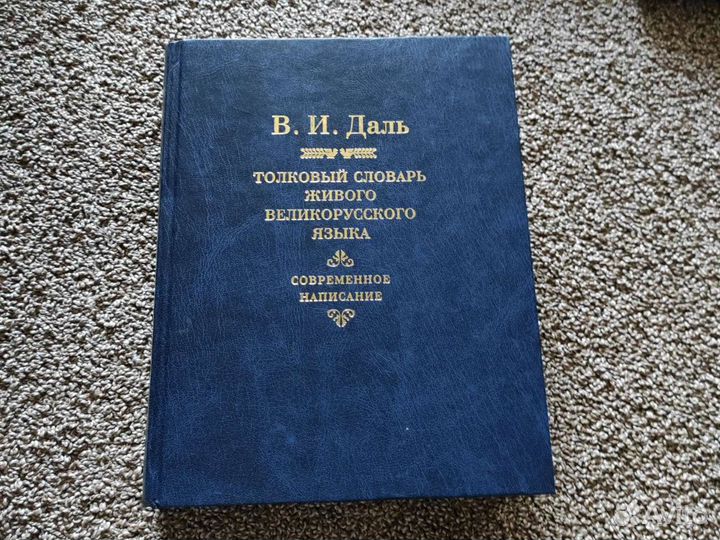 В. И. Даль
ТОЛКОВЫЙ СЛОВАРЬ
ЖИВОГО
ВЕЛИКОРУССКОГО
ЯЗЫКА
СОВРЕМЕННОЕ
НАПИСАНИЕ